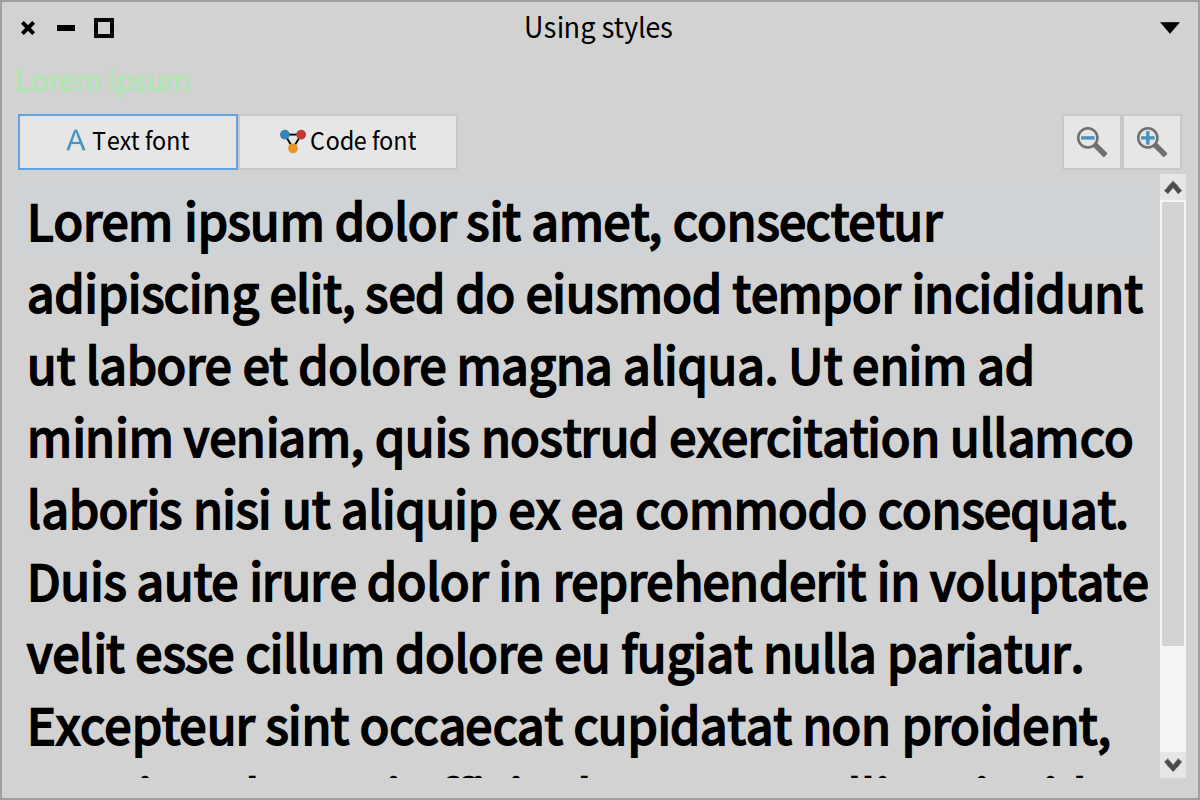 Using styles
Lorem ipsum
Text font Code font
Lorem ipsum dolor sit amet, consectetur
adipiscing elit, sed do eiusmod tempor incididunt
ut labore et dolore magna aliqua. Ut enim ad
minim veniam, quis nostrud exercitation ullamco
laboris nisi ut aliquip ex ea commodo consequat.
Duis aute irure dolor in reprehenderit in voluptate
velit esse cillum dolore eu fugiat nulla pariatur.
Excepteur sint occaecat cupidatat non proident,